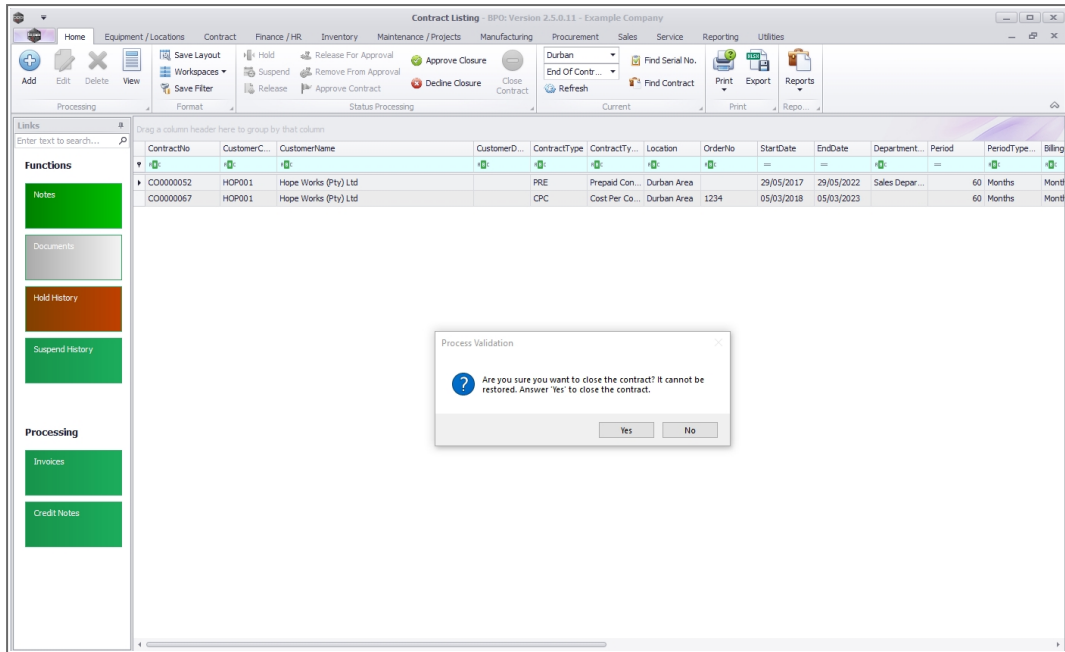 Contract Listing - BPO: Version 2.5.0.11 - Example Company
Home Equipment / Locations Contract Finance / HR Inventory Maintenance / Projects Manufacturing Procurement Sales Service Reporting Utilities
Add Edit Delete View
Processing
Save Layout
Workspaces
Save Filter
Format
Hold
Suspend
Release
Release For Approval
Remove From Approval
Approve Contract
Approve Closure
Decline Closure
Close Contract
Status Processing
Durban
End Of Contr...
Refresh
Find Serial No.
Find Contract
Current
Print Export
Print
Reports
Repo...
Links
Enter text to search...
Functions
Notes
Documents
Hold History
Suspend History
Processing
Invoices
Credit Notes
Drag a column header here to group by that column
ContractNo CustomerC... CustomerName CustomerD... ContractType ContractTy... Location OrderNo StartDate EndDate Department... Period PeriodType... Billing
CO0000052 HOP001 Hope Works (Pty) Ltd PRE Prepaid Con... Durban Area 29/05/2017 29/05/2022 Sales Depar... 60 Months Month
CO0000067 HOP001 Hope Works (Pty) Ltd CPC Cost Per Co... Durban Area 1234 05/03/2018 05/03/2023 60 Months Month
Process Validation
Are you sure you want to close the contract? It cannot be
restored. Answer 'Yes' to close the contract.
Yes No